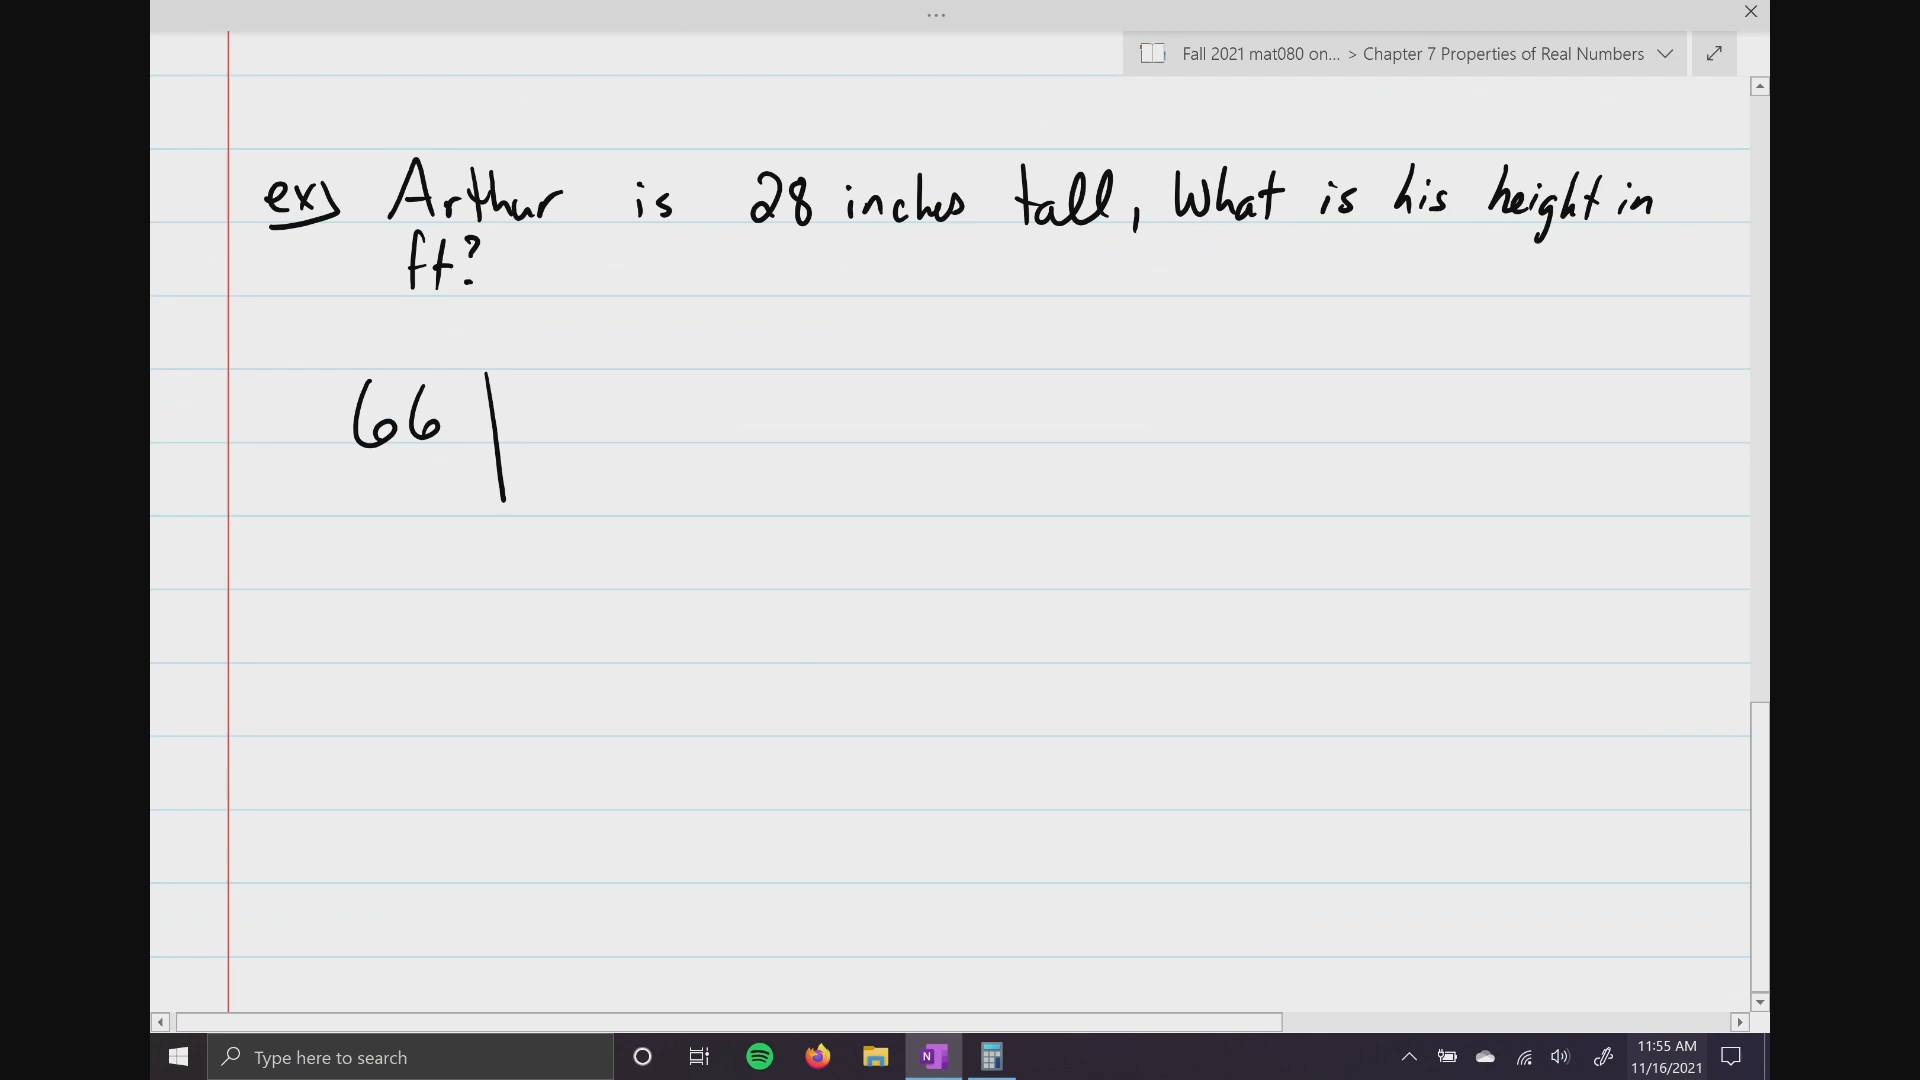 ...
Fall 2021 mat080 on... > Chapter 7 Properties of Real Numbers
ex) Arthur is 28 inches tall, What is his height in
ft?
66
Type here to search
N
11:55 AM
11/16/2021